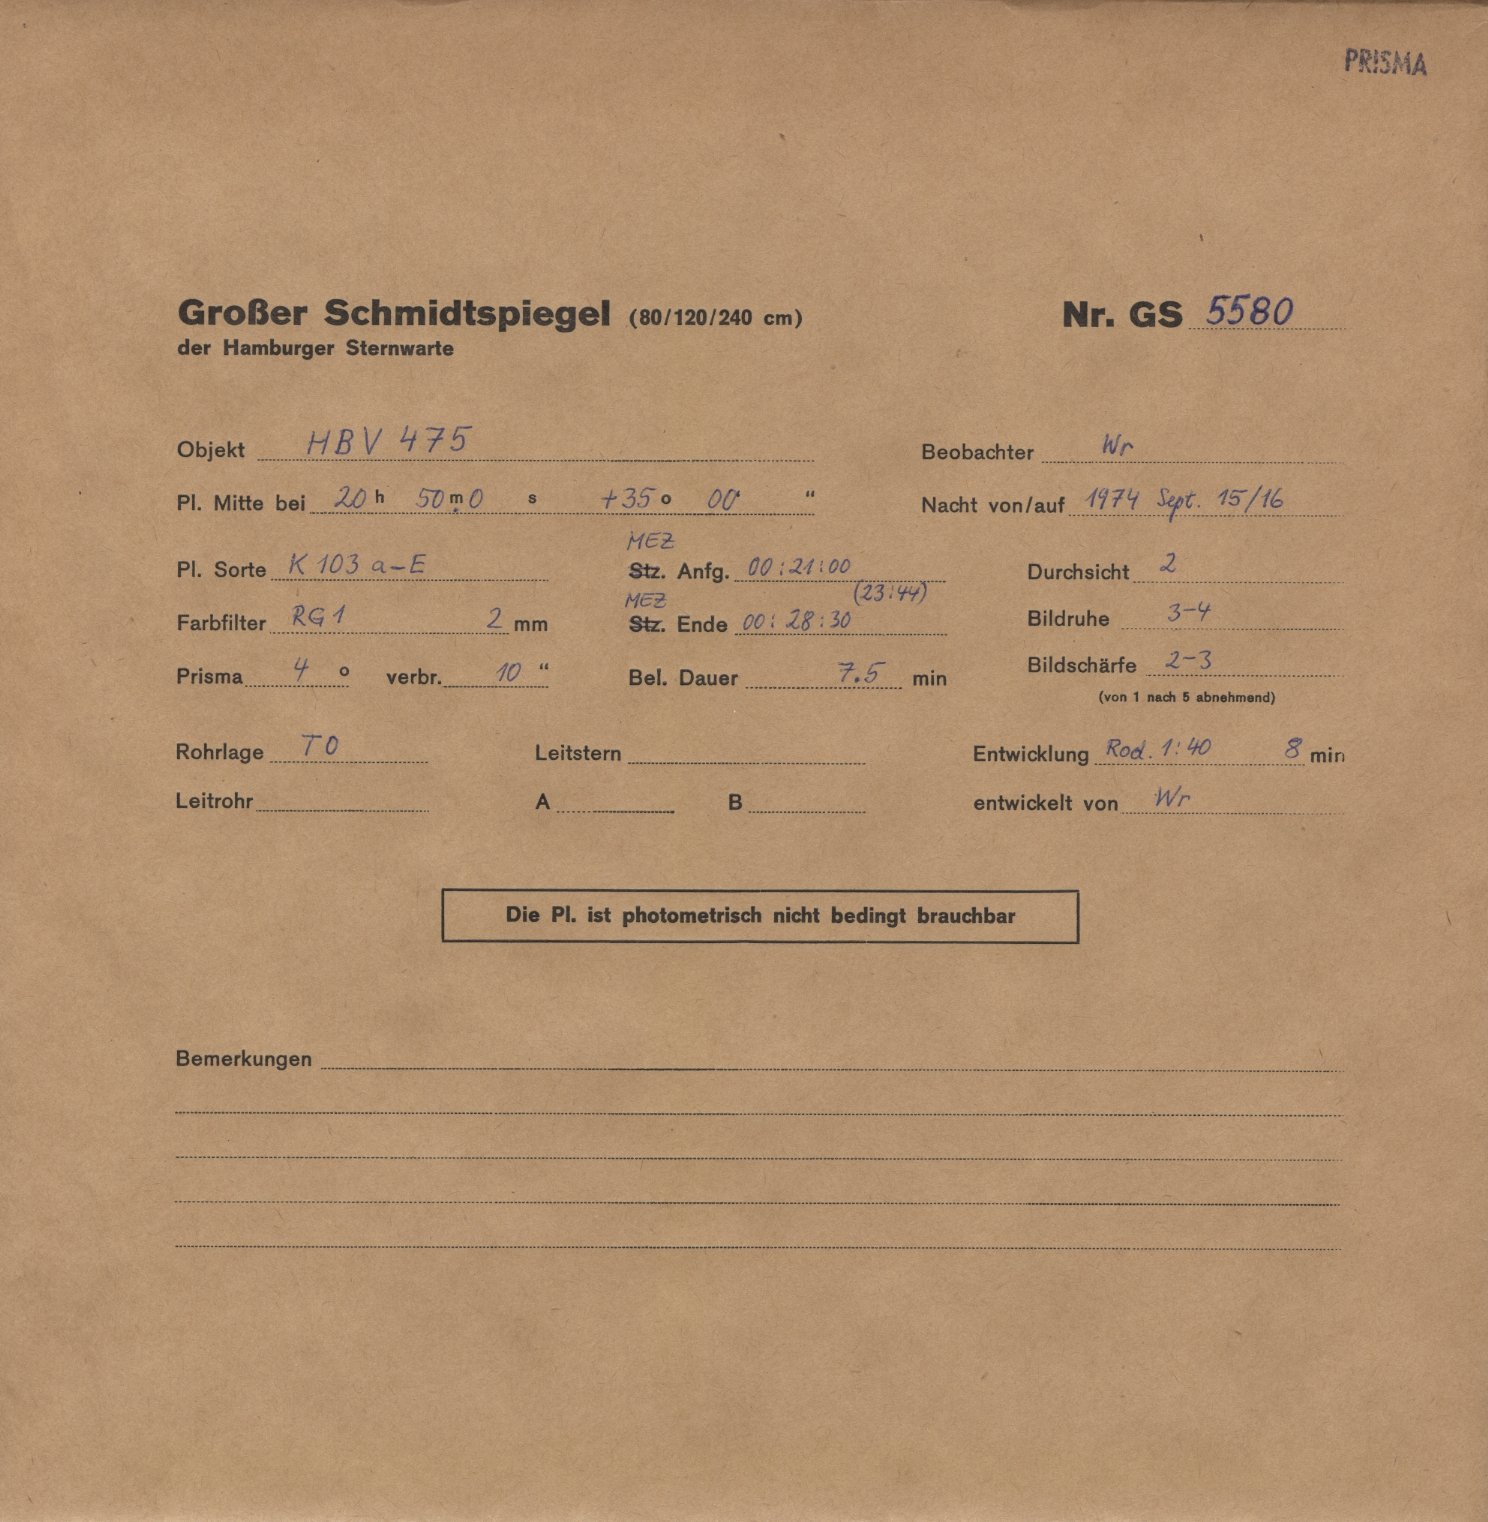 PRISMA
Großer Schmidtspiegel (80/120/240 cm) Nr. GS 5580
der Hamburger Sternwarte
Objekt HBV 475 Beobachter Wr
Pl. Mitte bei 20 h 50 m.0 s +35 o 00' “ Nacht von/auf 1974 Sept. 15/16
MEZ
Pl. Sorte K 103 a-E Stz. Anfg. 00:21:00 Durchsicht 2
MEZ (23:44)
Farbfilter RG1 2 mm Stz. Ende 00:28:30 Bildruhe 3-4
Prisma 4 o verbr. 10 “ Bel. Dauer 7.5 min Bildschärfe 2-3
(von 1 nach 5 abnehmend)
Rohrlage TO Leitstern Entwicklung Rod. 1:40 8 min
Leitrohr A B entwickelt von Wr
Die Pl. ist photometrisch nicht bedingt brauchbar
Bemerkungen